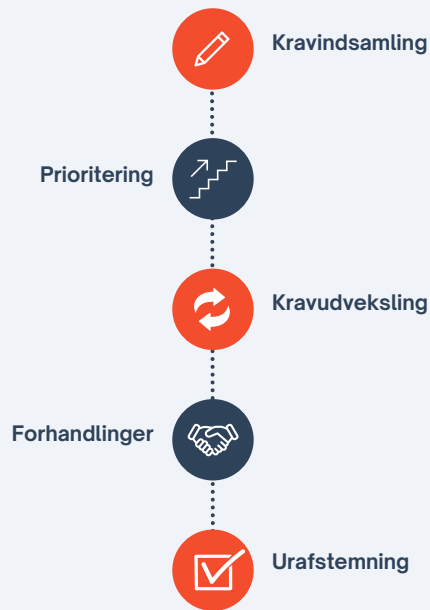 Kravindsamling
Prioritering
Kravudveksling
Forhandlinger
Urafstemning